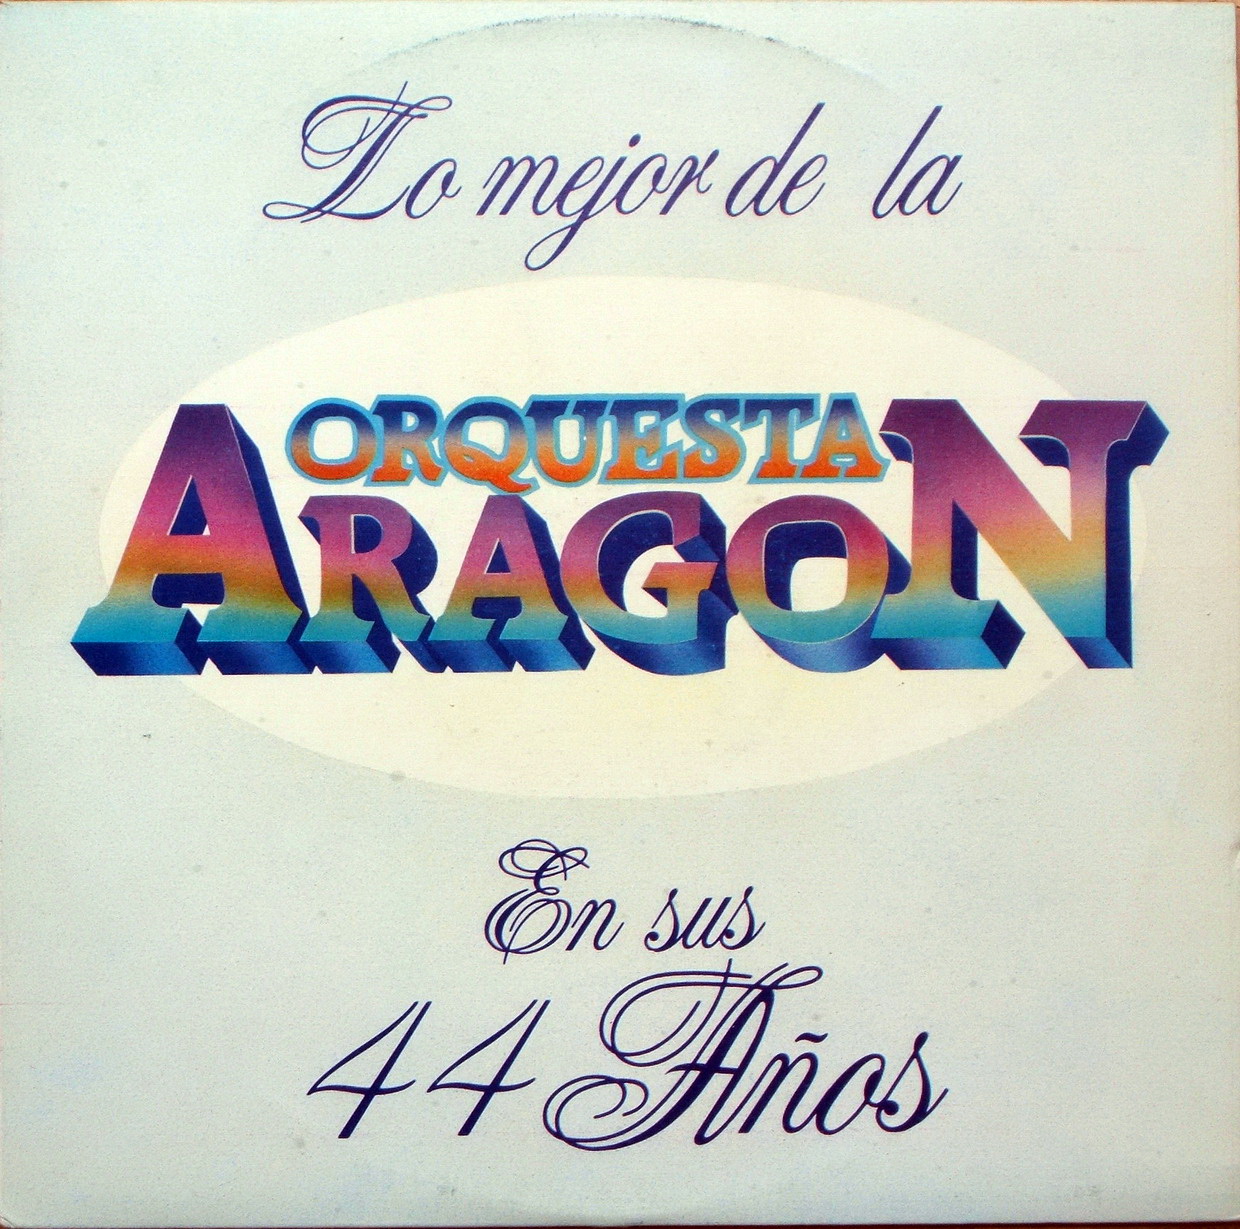 Lo mejor de la
ORQUESTA
ARAGON
En sus
44 Años